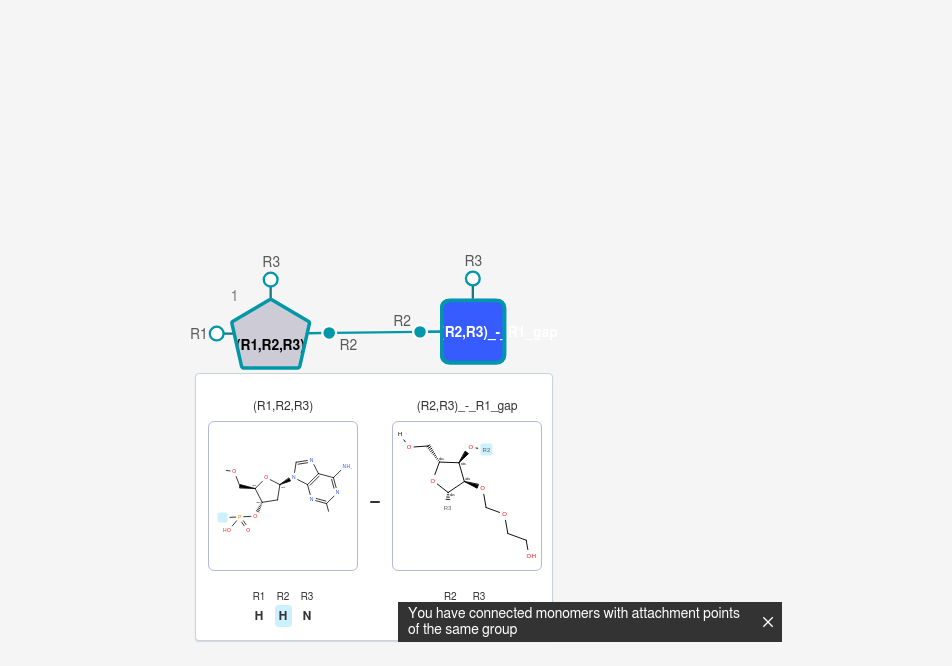 R3
R3
1
R1
(R1,R2,R3)
R2
R2
R2,R3)_-_R1_gap
(R1,R2,R3)
(R2,R3)_-_R1_gap
H
O
O
R2
O
O
R3
O
OH
O
O
N
N
N
N
NH
P
O
HO
O
R1 R2 R3
H H N
R2 R3
You have connected monomers with attachment points
of the same group